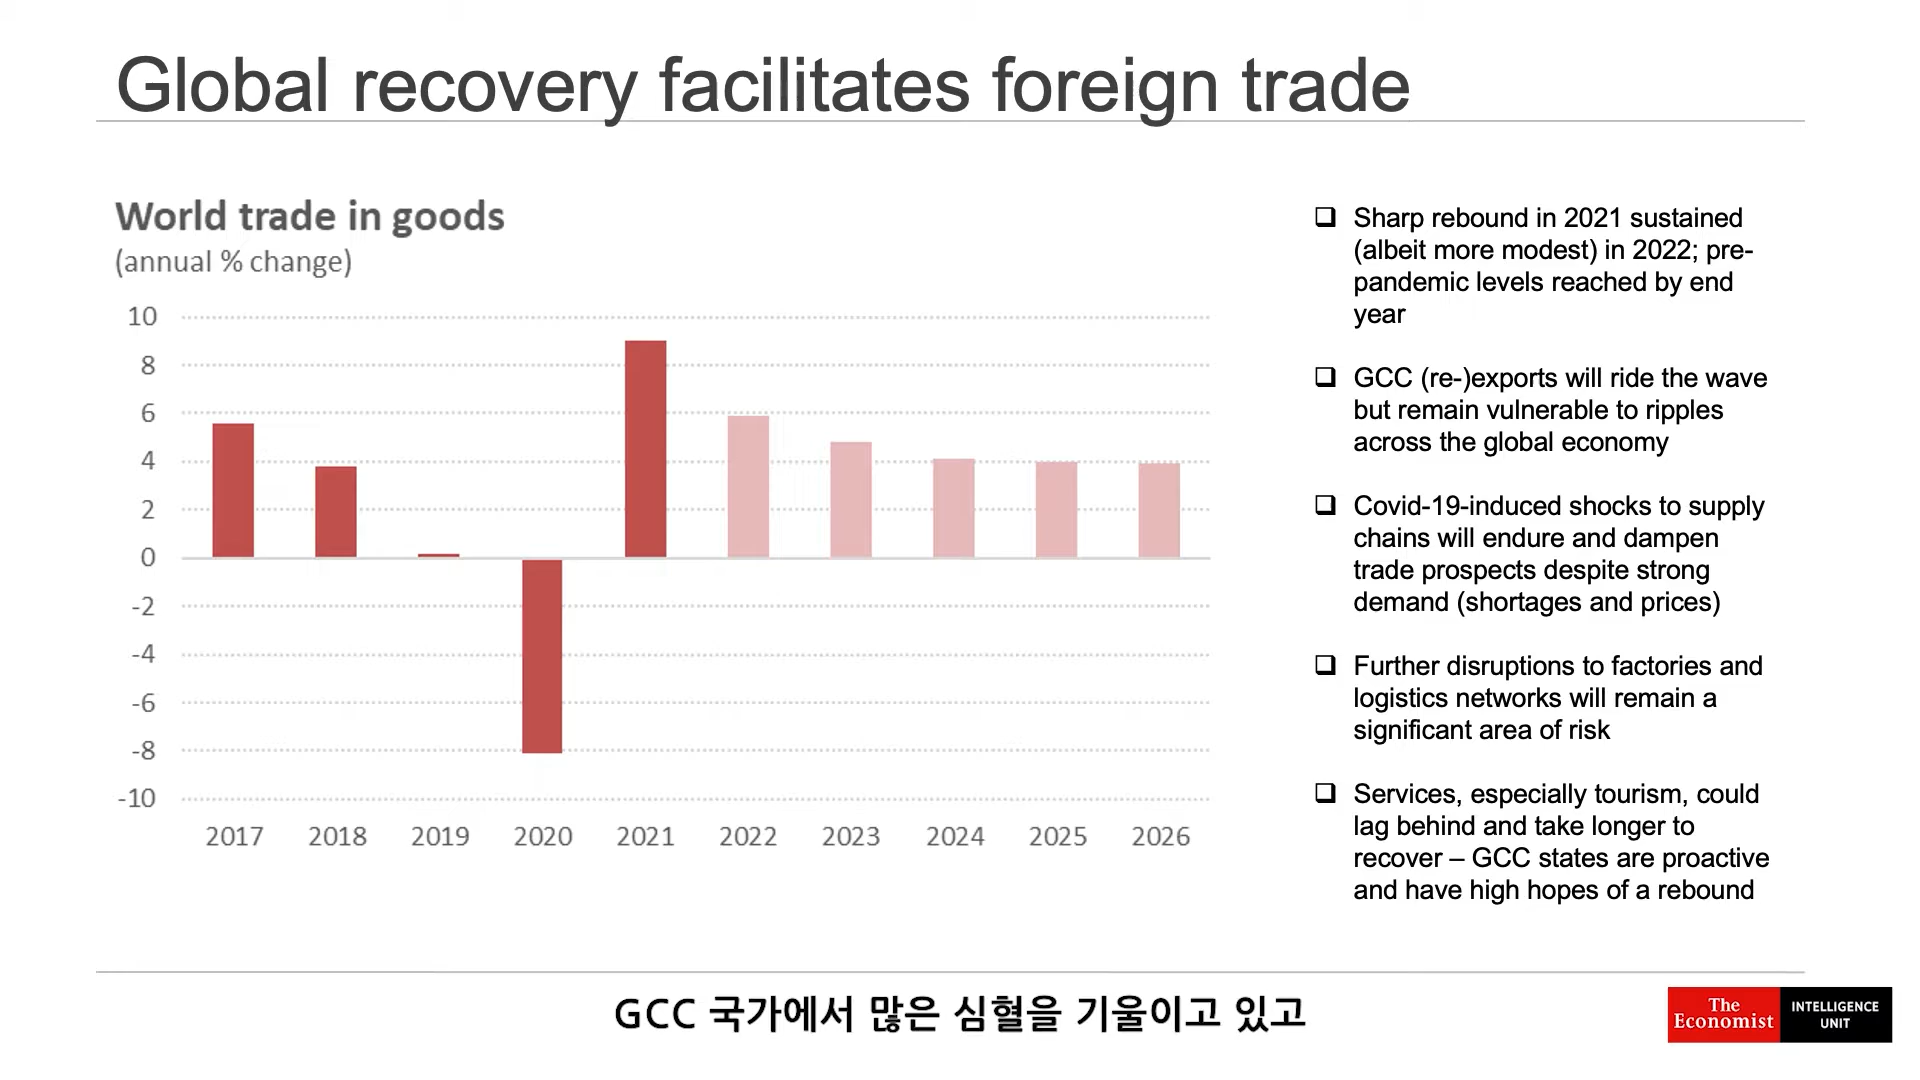 Global recovery facilitates foreign trade
World trade in goods
(annual % change)
10
8
6
4
2
0
-2
-4
-6
-8
-10
2017 2018 2019 2020 2021 2022 2023 2024 2025 2026
Sharp rebound in 2021 sustained
(albeit more modest) in 2022; pre-
pandemic levels reached by end
year
GCC (re-)exports will ride the wave
but remain vulnerable to ripples
across the global economy
Covid-19-induced shocks to supply
chains will endure and dampen
trade prospects despite strong
demand (shortages and prices)
Further disruptions to factories and
logistics networks will remain a
significant area of risk
Services, especially tourism, could
lag behind and take longer to
recover – GCC states are proactive
and have high hopes of a rebound
GCC 국가에서 많은 심혈을 기울이고 있고
The
Economist
INTELLIGENCE
UNIT